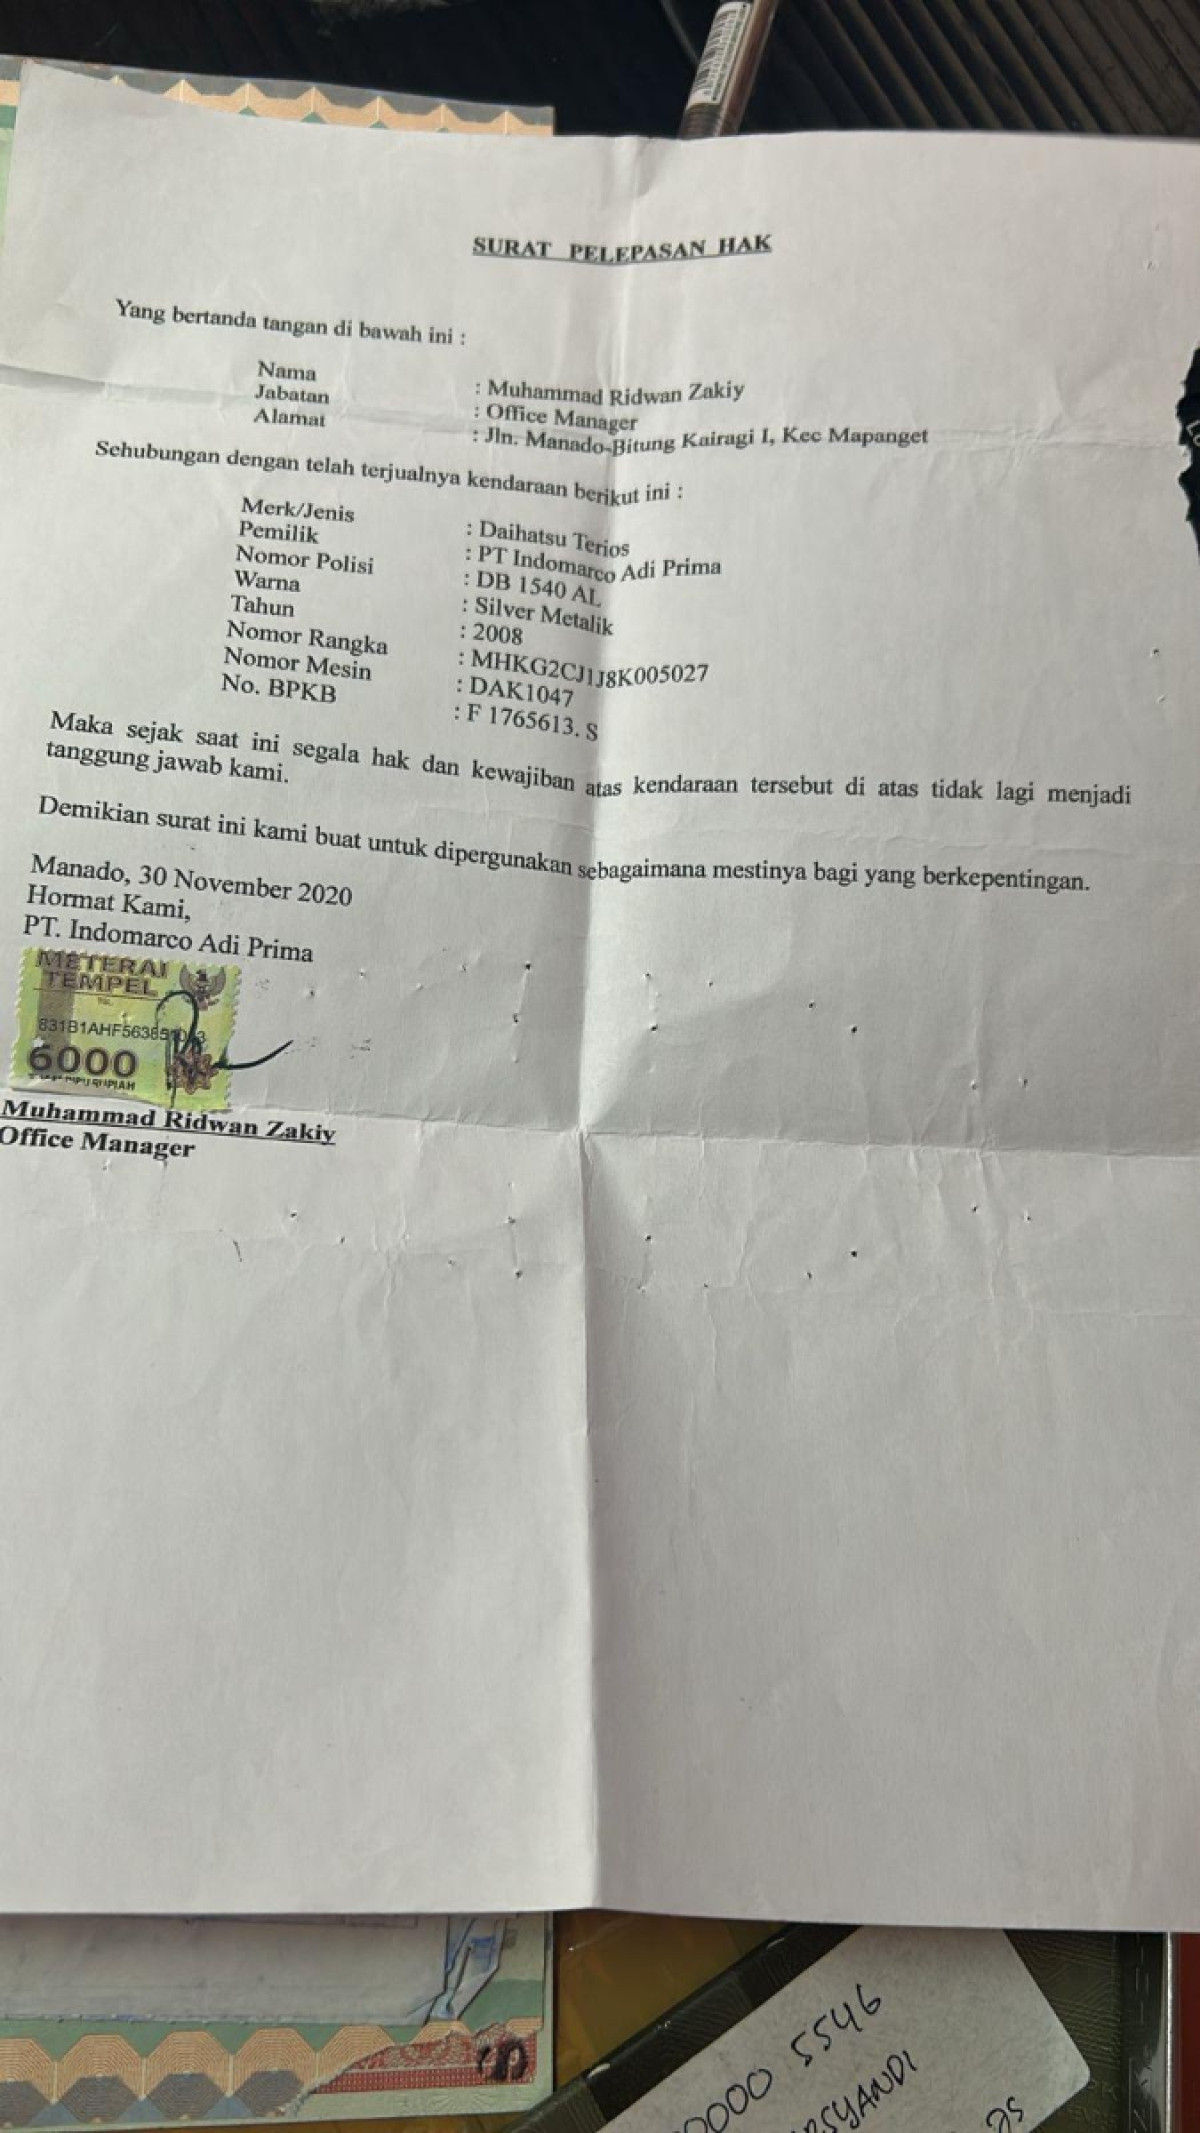 SURAT PELEPASAN HAK
Yang bertanda tangan di bawah ini :
Nama : Muhammad Ridwan Zakiy
Jabatan : Office Manager
Alamat : Jln. Manado-Bitung Kairagi I, Kec Mapanget
Sehubungan dengan telah terjualnya kendaraan berikut ini :
Merk/Jenis : Daihatsu Terios
Pemilik : PT Indomarco Adi Prima
Nomor Polisi : DB 1540 AL
Warna : Silver Metalik
Tahun : 2008
Nomor Rangka : MHKG2CJ1J8K005027
Nomor Mesin : DAK1047
No. BPKB : F 1765613. S
Maka sejak saat ini segala hak dan kewajiban atas kendaraan tersebut di atas tidak lagi menjadi
tanggung jawab kami.
Demikian surat ini kami buat untuk dipergunakan sebagaimana mestinya bagi yang berkepentingan.
Manado, 30 November 2020
Hormat Kami,
PT. Indomarco Adi Prima
METERAI
TEMPEL
TGL
6000
Muhammad Ridwan Zakiy
Office Manager
0000 5546